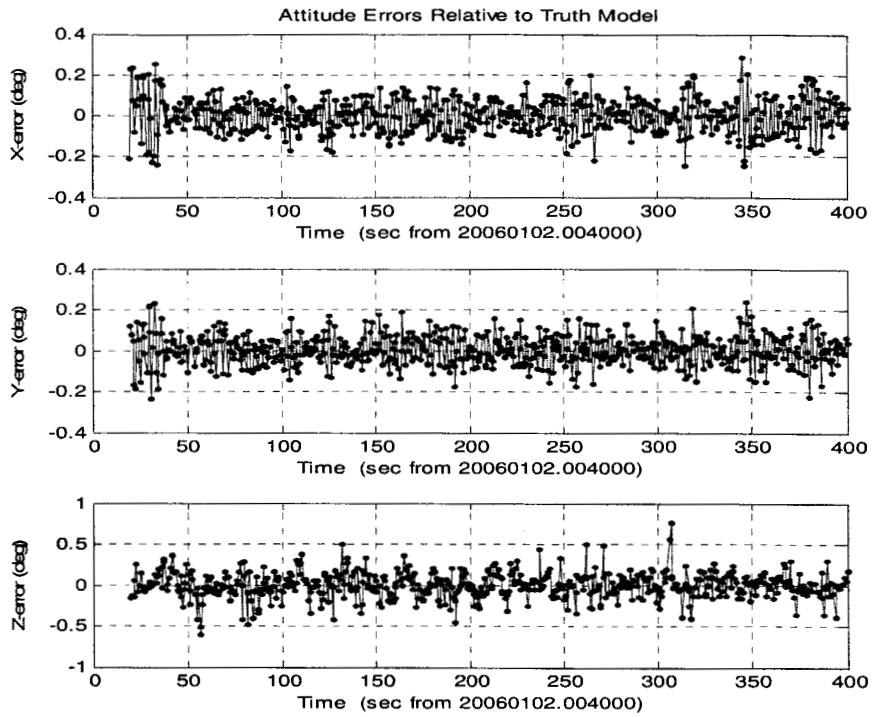 Attitude Errors Relative to Truth Model
0.4
0.2
0
-0.2
-0.4
X-error (deg)
0 50 100 150 200 250 300 350 400
Time (sec from 20060102.004000)
0.4
0.2
0
-0.2
-0.4
Y-error (deg)
0 50 100 150 200 250 300 350 400
Time (sec from 20060102.004000)
1
0.5
0
-0.5
-1
Z-error (deg)
0 50 100 150 200 250 300 350 400
Time (sec from 20060102.004000)